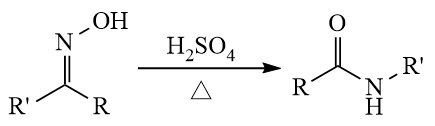 N OH
R' R
H₂SO₄
△
O
R N R'
H